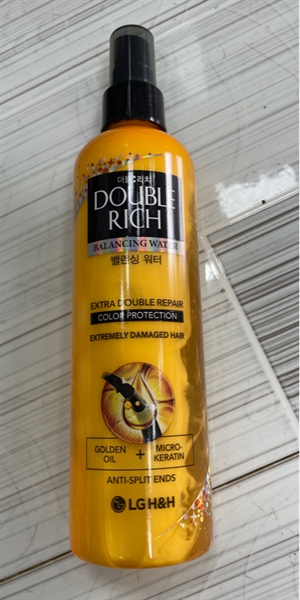 더블리치
DOUBLE
RICH
BALANCING WATER
밸런싱 워터
EXTRA DOUBLE REPAIR
COLOR PROTECTION
EXTREMELY DAMAGED HAIR
GOLDEN OIL + MICRO-KERATIN
ANTI-SPLIT ENDS
LG H&H